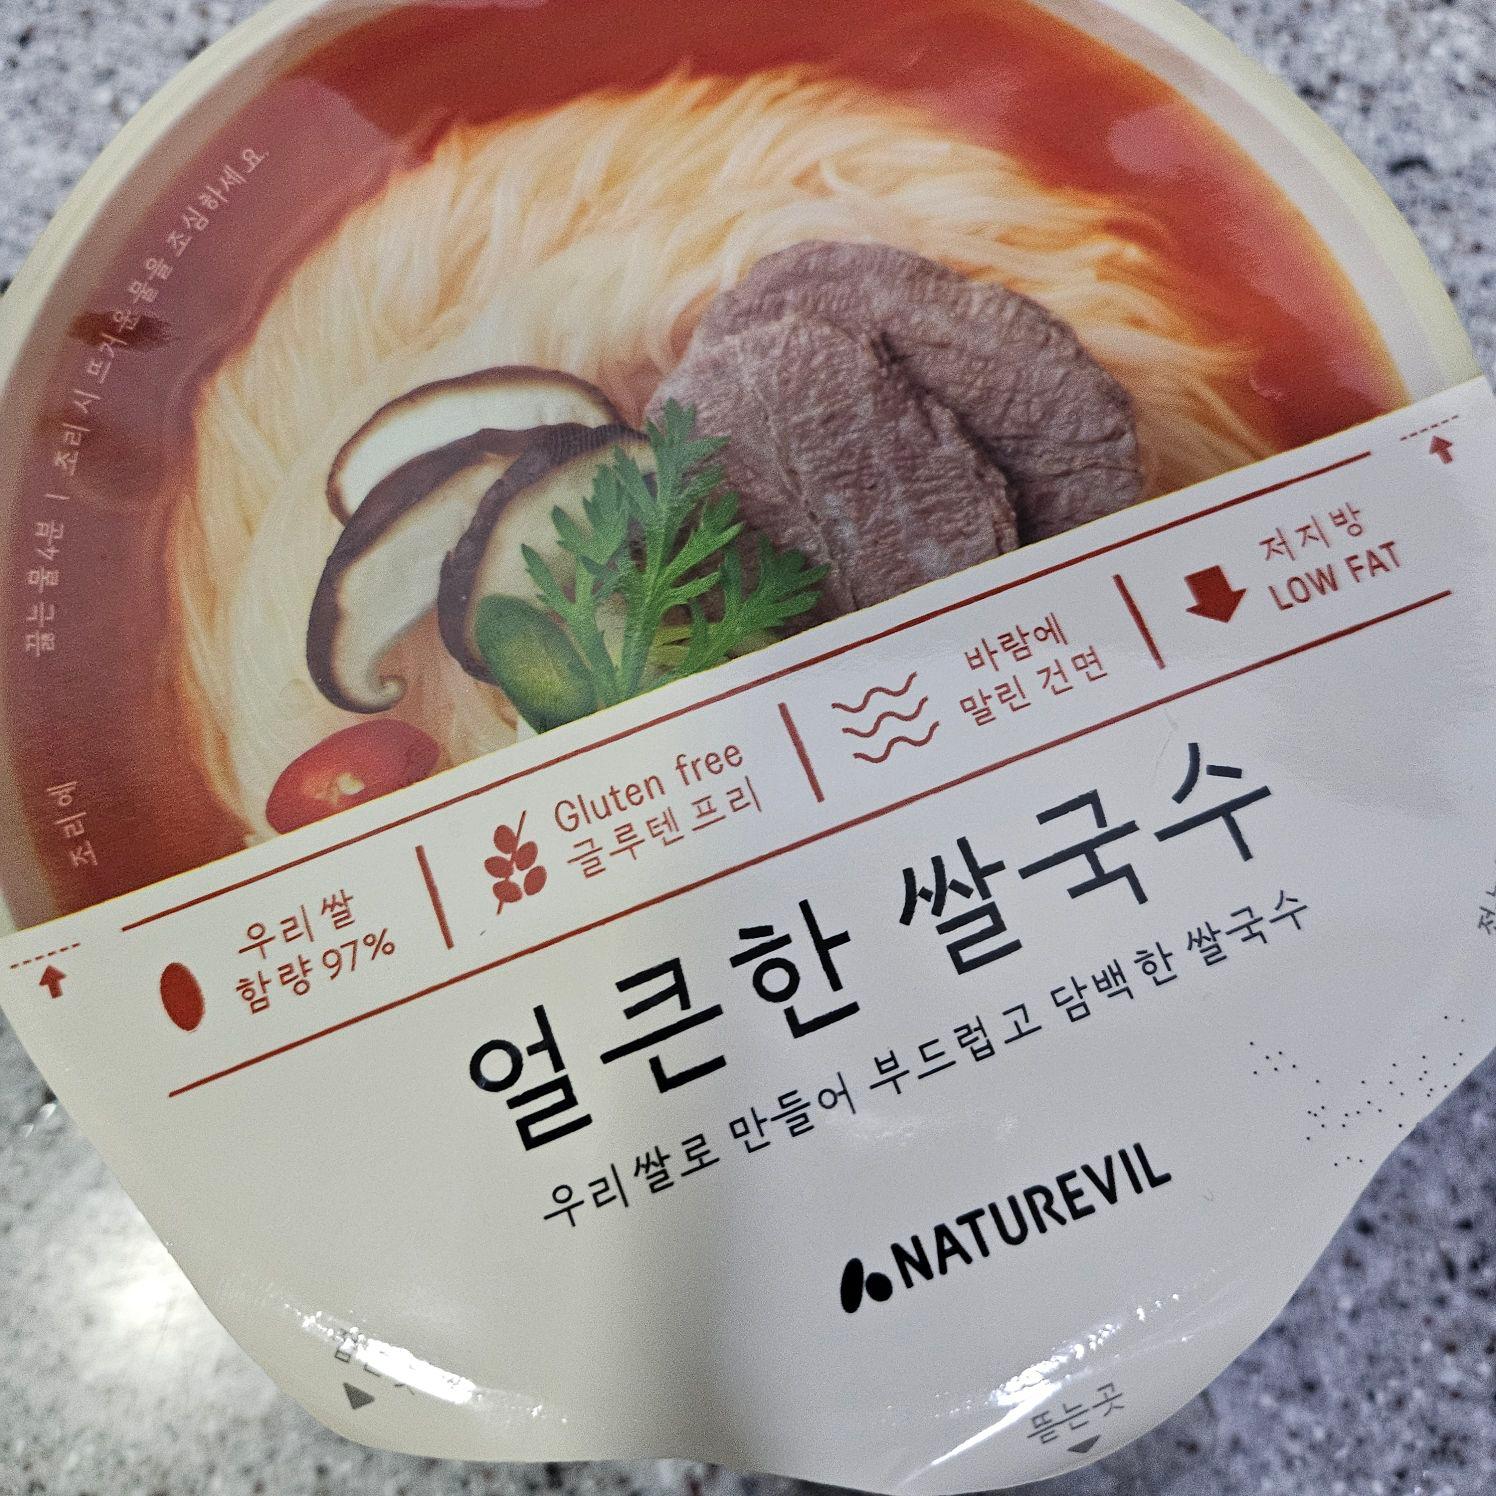 조리예
끓는물 4분 | 조리 시 뜨거운 물을 조심하세요.
우리쌀
함량 97%
Gluten free
글루텐 프리
바람에
말린 건면
저지방
LOW FAT
얼큰한 쌀국수
우리쌀로 만들어 부드럽고 담백한 쌀국수
NATUREVIL
뜯는곳